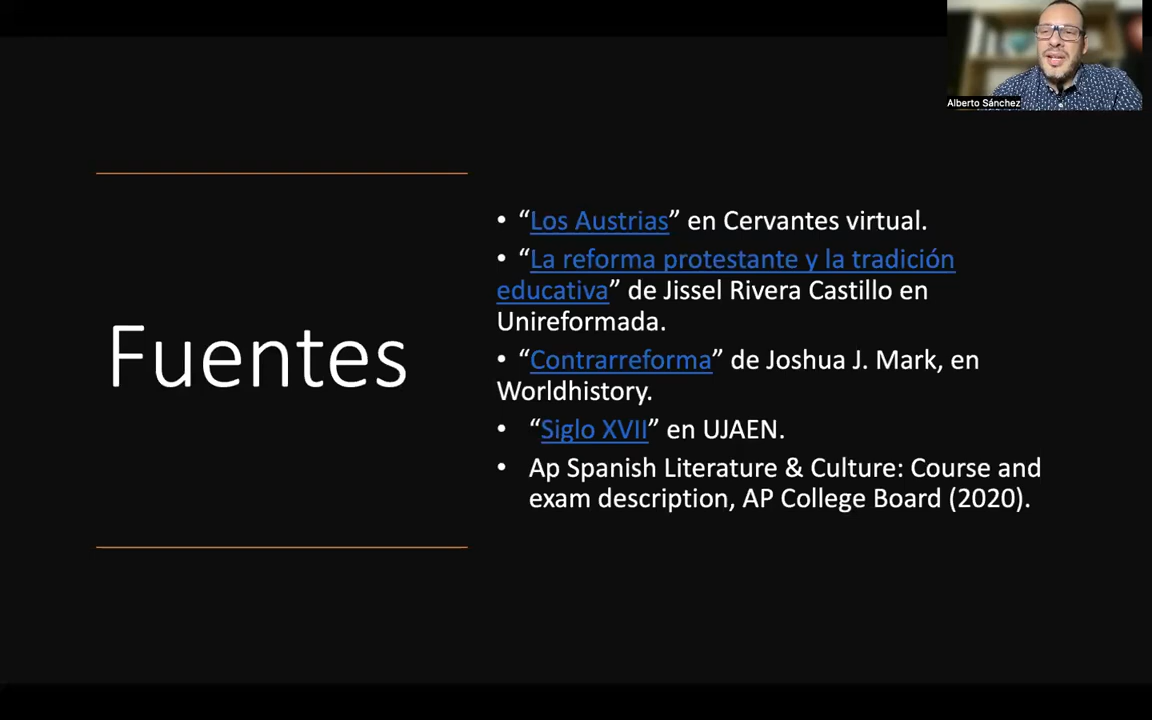 Alberto Sánchez
Fuentes
• “Los Austrias” en Cervantes virtual.
• “La reforma protestante y la tradición
educativa” de Jissel Rivera Castillo en
Unireformada.
• “Contrarreforma” de Joshua J. Mark, en
Worldhistory.
• “Siglo XVII” en UJAEN.
• Ap Spanish Literature & Culture: Course and
exam description, AP College Board (2020).